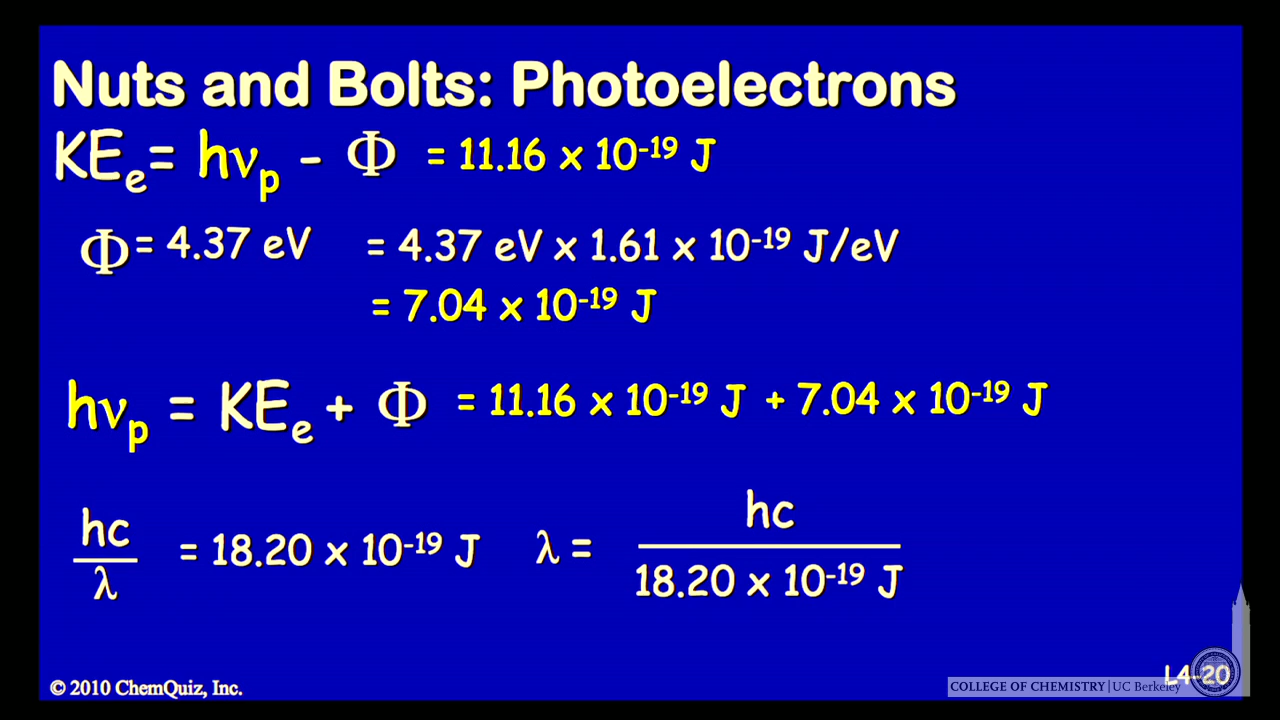 Nuts and Bolts: Photoelectrons
KEₑ = hνₚ - Φ = 11.16 x 10⁻¹⁹ J
Φ = 4.37 eV = 4.37 eV x 1.61 x 10⁻¹⁹ J/eV
= 7.04 x 10⁻¹⁹ J
hνₚ = KEₑ + Φ = 11.16 x 10⁻¹⁹ J + 7.04 x 10⁻¹⁹ J
hc
hc
= 18.20 x 10⁻¹⁹ J λ =
λ
18.20 x 10⁻¹⁹ J
L4-20
© 2010 ChemQuiz, Inc.
COLLEGE OF CHEMISTRY | UC Berkeley